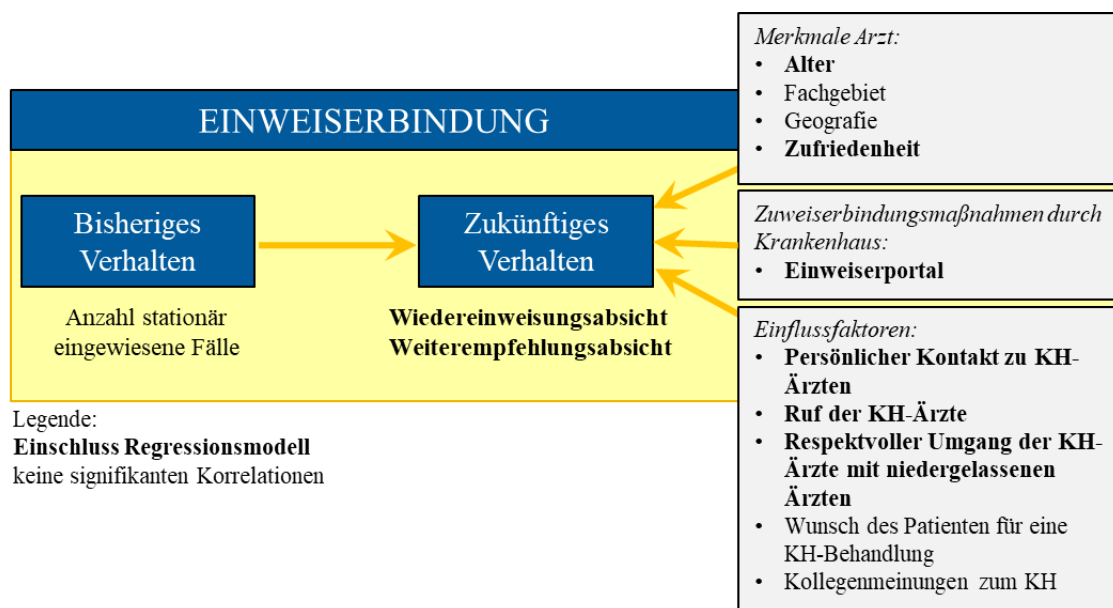 EINWEISERBINDUNG
Bisheriges
Verhalten
Anzahl stationär
eingewiesene Fälle
Zukünftiges
Verhalten
Wiedereinweisungsabsicht
Weiterempfehlungsabsicht
Legende:
Einschluss Regressionsmodell
keine signifikanten Korrelationen
Merkmale Arzt:
• Alter
• Fachgebiet
• Geografie
• Zufriedenheit
Zuweiserbindungsmaßnahmen durch
Krankenhaus:
• Einweiserportal
Einflussfaktoren:
• Persönlicher Kontakt zu KH-
Ärzten
• Ruf der KH-Ärzte
• Respektvoller Umgang der KH-
Ärzte mit niedergelassenen
Ärzten
• Wunsch des Patienten für eine
KH-Behandlung
• Kollegenmeinungen zum KH